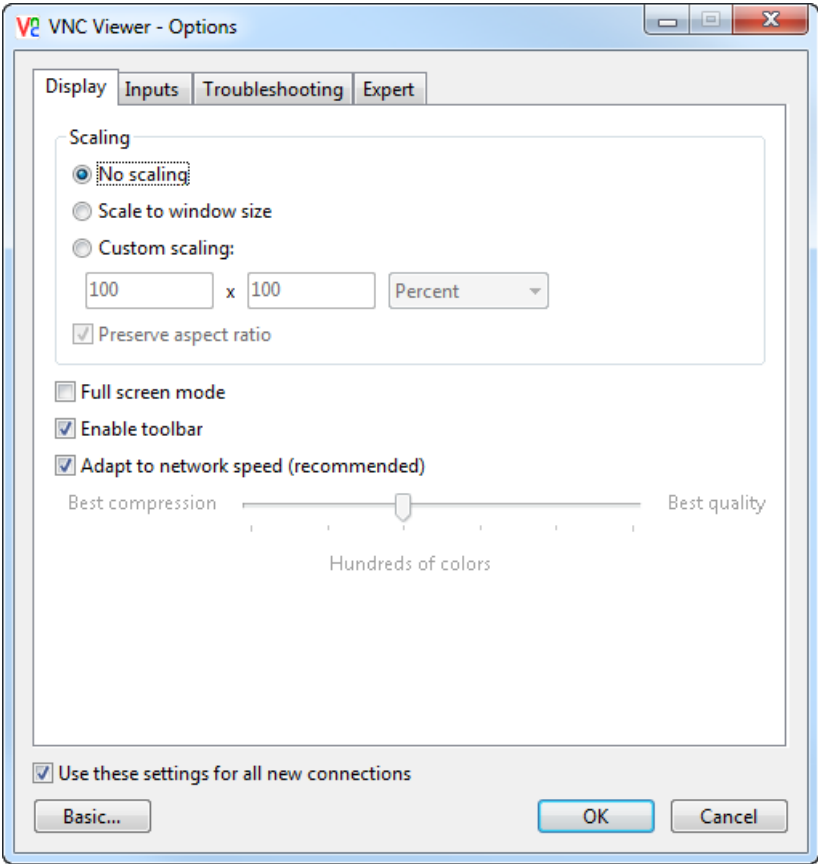 VNC Viewer - Options
Display Inputs Troubleshooting Expert
Scaling
No scaling
Scale to window size
Custom scaling:
100 x 100 Percent
Preserve aspect ratio
Full screen mode
Enable toolbar
Adapt to network speed (recommended)
Best compression Best quality
Hundreds of colors
Use these settings for all new connections
Basic... OK Cancel